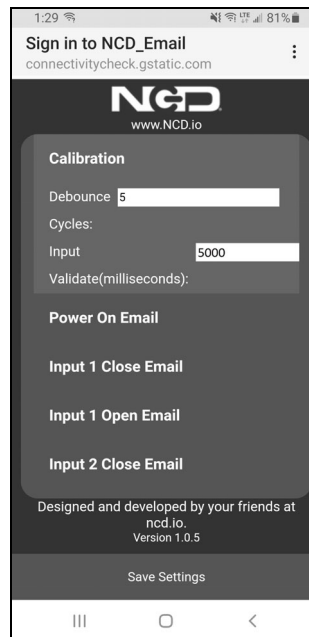 1:29 LTE 81%
Sign in to NCD_Email
connectivitycheck.gstatic.com
NCD
www.NCD.io
Calibration
Debounce 5
Cycles:
Input 5000
Validate(milliseconds):
Power On Email
Input 1 Close Email
Input 1 Open Email
Input 2 Close Email
Designed and developed by your friends at
ncd.io.
Version 1.0.5
Save Settings